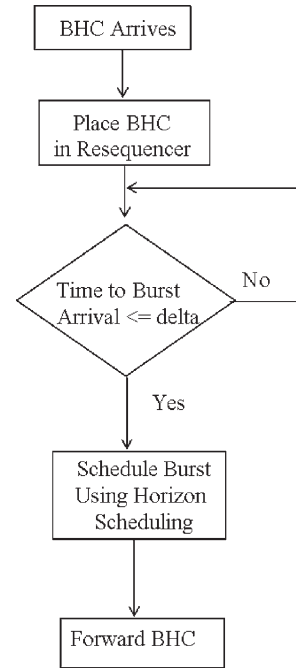 BHC Arrives
Place BHC
in Resequencer
Time to Burst
Arrival <= delta
No
Yes
Schedule Burst
Using Horizon
Scheduling
Forward BHC